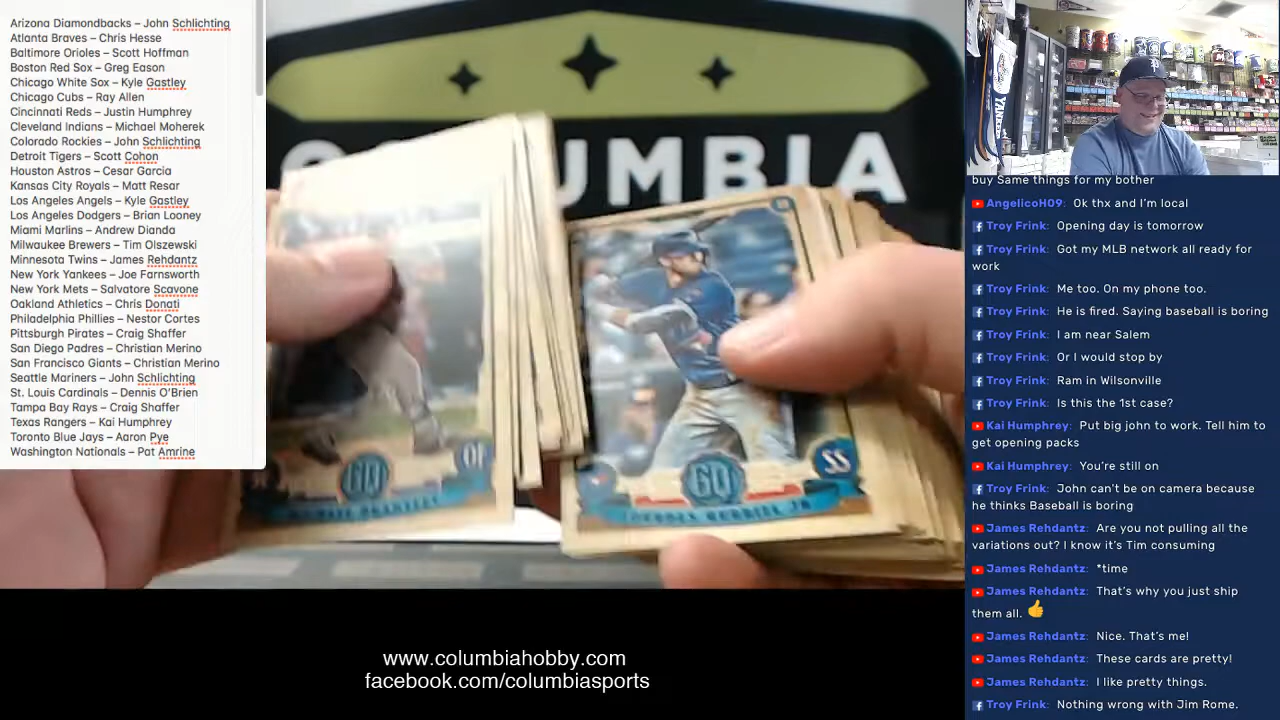 Arizona Diamondbacks – John Schlichting
Atlanta Braves – Chris Hesse
Baltimore Orioles – Scott Hoffman
Boston Red Sox – Greg Eason
Chicago White Sox – Kyle Gastley
Chicago Cubs – Ray Allen
Cincinnati Reds – Justin Humphrey
Cleveland Indians – Michael Moherek
Colorado Rockies – John Schlichting
Detroit Tigers – Scott Cohon
Houston Astros – Cesar Garcia
Kansas City Royals – Matt Resar
Los Angeles Angels – Kyle Gastley
Los Angeles Dodgers – Brian Looney
Miami Marlins – Andrew Dianda
Milwaukee Brewers – Tim Olszewski
Minnesota Twins – James Rehdantz
New York Yankees – Joe Farnsworth
New York Mets – Salvatore Scavone
Oakland Athletics – Chris Donati
Philadelphia Phillies – Nestor Cortes
Pittsburgh Pirates – Craig Shaffer
San Diego Padres – Christian Merino
San Francisco Giants – Christian Merino
Seattle Mariners – John Schlichting
St. Louis Cardinals – Dennis O'Brien
Tampa Bay Rays – Craig Shaffer
Texas Rangers – Kai Humphrey
Toronto Blue Jays – Aaron Pye
Washington Nationals – Pat Amrine
UMBIA
GQ
OF
GQ
SS
www.columbiahobby.com
facebook.com/columbiasports
buy Same things for my bother
AngelicoH09: Ok thx and I'm local
Troy Frink: Opening day is tomorrow
Troy Frink: Got my MLB network all ready for
work
Troy Frink: Me too. On my phone too.
Troy Frink: He is fired. Saying baseball is boring
Troy Frink: I am near Salem
Troy Frink: Or I would stop by
Troy Frink: Ram in Wilsonville
Troy Frink: Is this the 1st case?
Kai Humphrey: Put big john to work. Tell him to
get opening packs
Kai Humphrey: You're still on
Troy Frink: John can't be on camera because
he thinks Baseball is boring
James Rehdantz: Are you not pulling all the
variations out? I know it's Tim consuming
James Rehdantz: *time
James Rehdantz: That's why you just ship
them all. 👍
James Rehdantz: Nice. That's me!
James Rehdantz: These cards are pretty!
James Rehdantz: I like pretty things.
Troy Frink: Nothing wrong with Jim Rome.